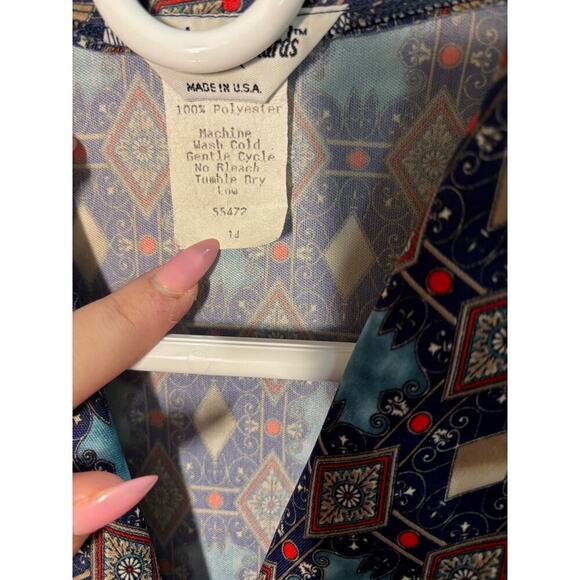 MADE IN U.S.A.
100% Polyester
Machine
Wash Cold
Gentle Cycle
No Bleach
Tumble Dry
Low
55472
14